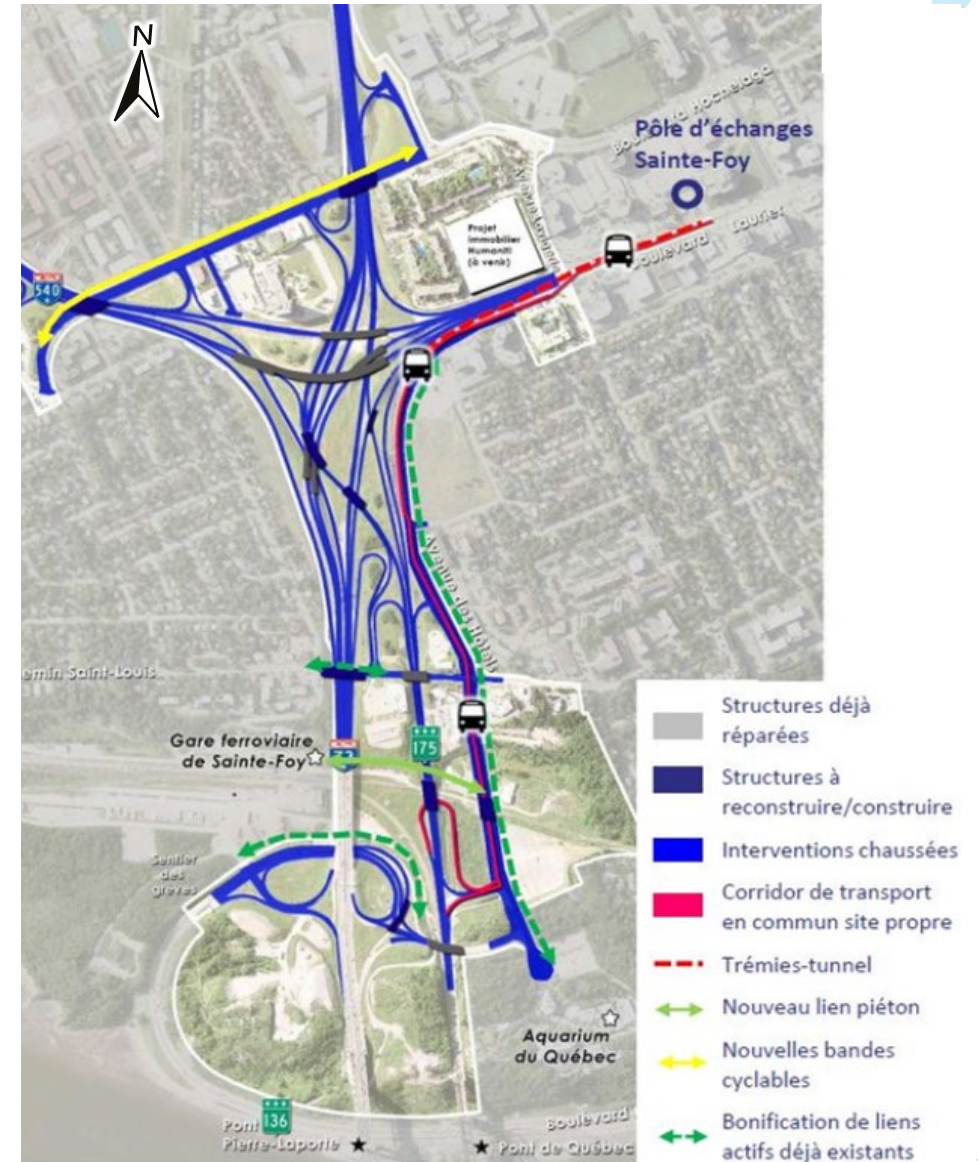 N
Boulevard Hochelaga
Pôle d'échanges
Sainte-Foy
Avenue Lavigerie
Boulevard Laurier
Projet
Immobilier
Humaniti
(à venir)
540
Avenue des Hôtels
emin Saint-Louis
Gare ferroviaire
de Sainte-Foy
73
175
Sentier
des
grèves
Aquarium
du Québec
136
Pont
Pierre-Laporte
Boulevard
Pont de Québec
Structures déjà
réparées
Structures à
reconstruire/construire
Interventions chaussées
Corridor de transport
en commun site propre
Trémies-tunnel
Nouveau lien piéton
Nouvelles bandes
cyclables
Bonification de liens
actifs déjà existants